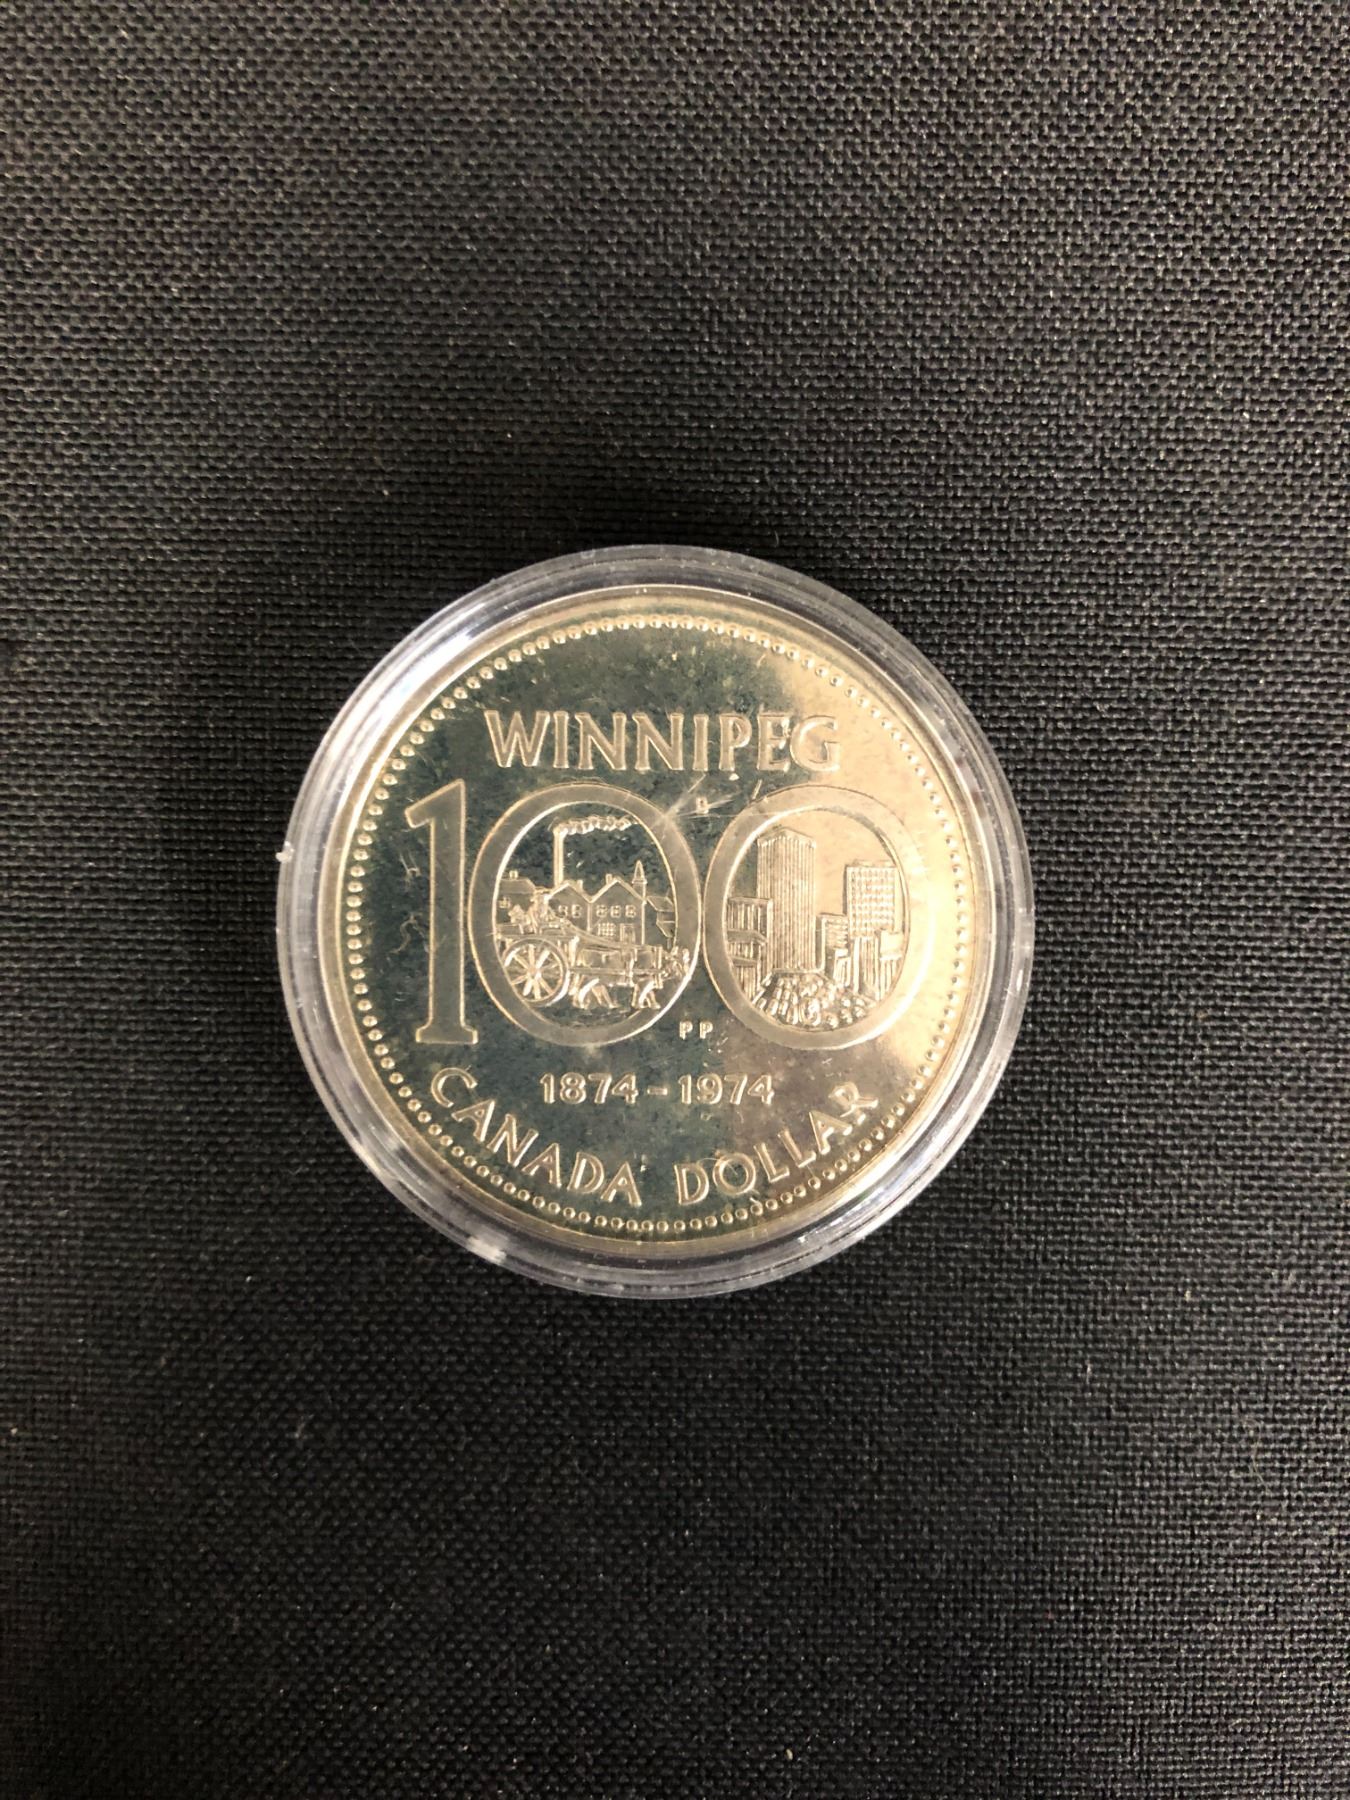 WINNIPEG
100
PP
1874-1974
CANADA DOLLAR